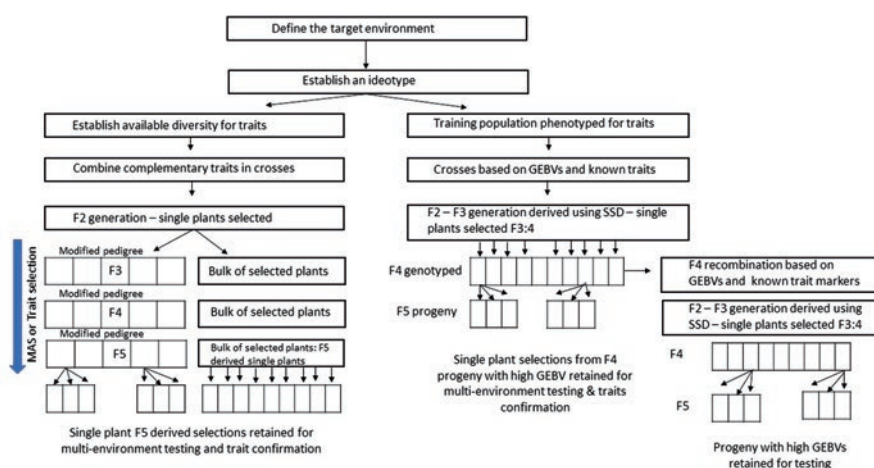 Define the target environment
Establish an ideotype
Establish available diversity for traits
Combine complementary traits in crosses
F2 generation – single plants selected
MAS or Trait selection
Modified pedigree
F3
Bulk of selected plants
Modified pedigree
F4
Bulk of selected plants
Modified pedigree
F5
Bulk of selected plants: F5
derived single plants
Single plant F5 derived selections retained for
multi-environment testing and trait confirmation
Training population phenotyped for traits
Crosses based on GEBVs and known traits
F2 – F3 generation derived using SSD – single
plants selected F3:4
F4 genotyped
F5 progeny
Single plant selections from F4
progeny with high GEBV retained for
multi-environment testing & traits
confirmation
F4 recombination based on
GEBVs and known trait markers
F2 – F3 generation derived using
SSD – single plants selected F3:4
F4
F5
Progeny with high GEBVs
retained for testing